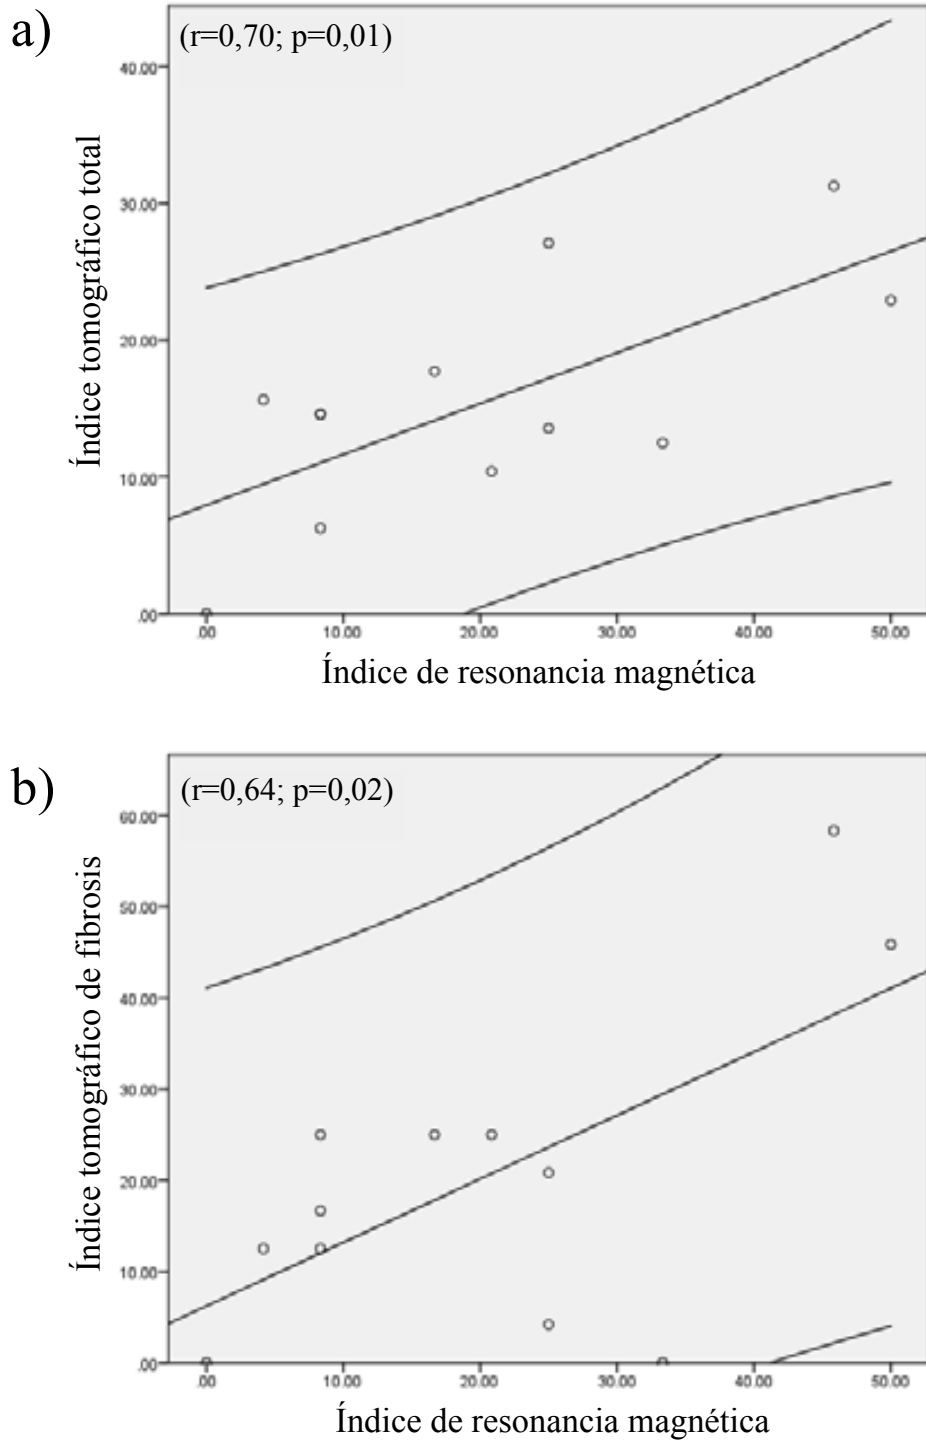 a)
(r=0,70; p=0,01)
Índice tomográfico total
40.00
30.00
20.00
10.00
.00
.00 10.00 20.00 30.00 40.00 50.00
Índice de resonancia magnética
b)
(r=0,64; p=0,02)
Índice tomográfico de fibrosis
60.00
50.00
40.00
30.00
20.00
10.00
.00
.00 10.00 20.00 30.00 40.00 50.00
Índice de resonancia magnética